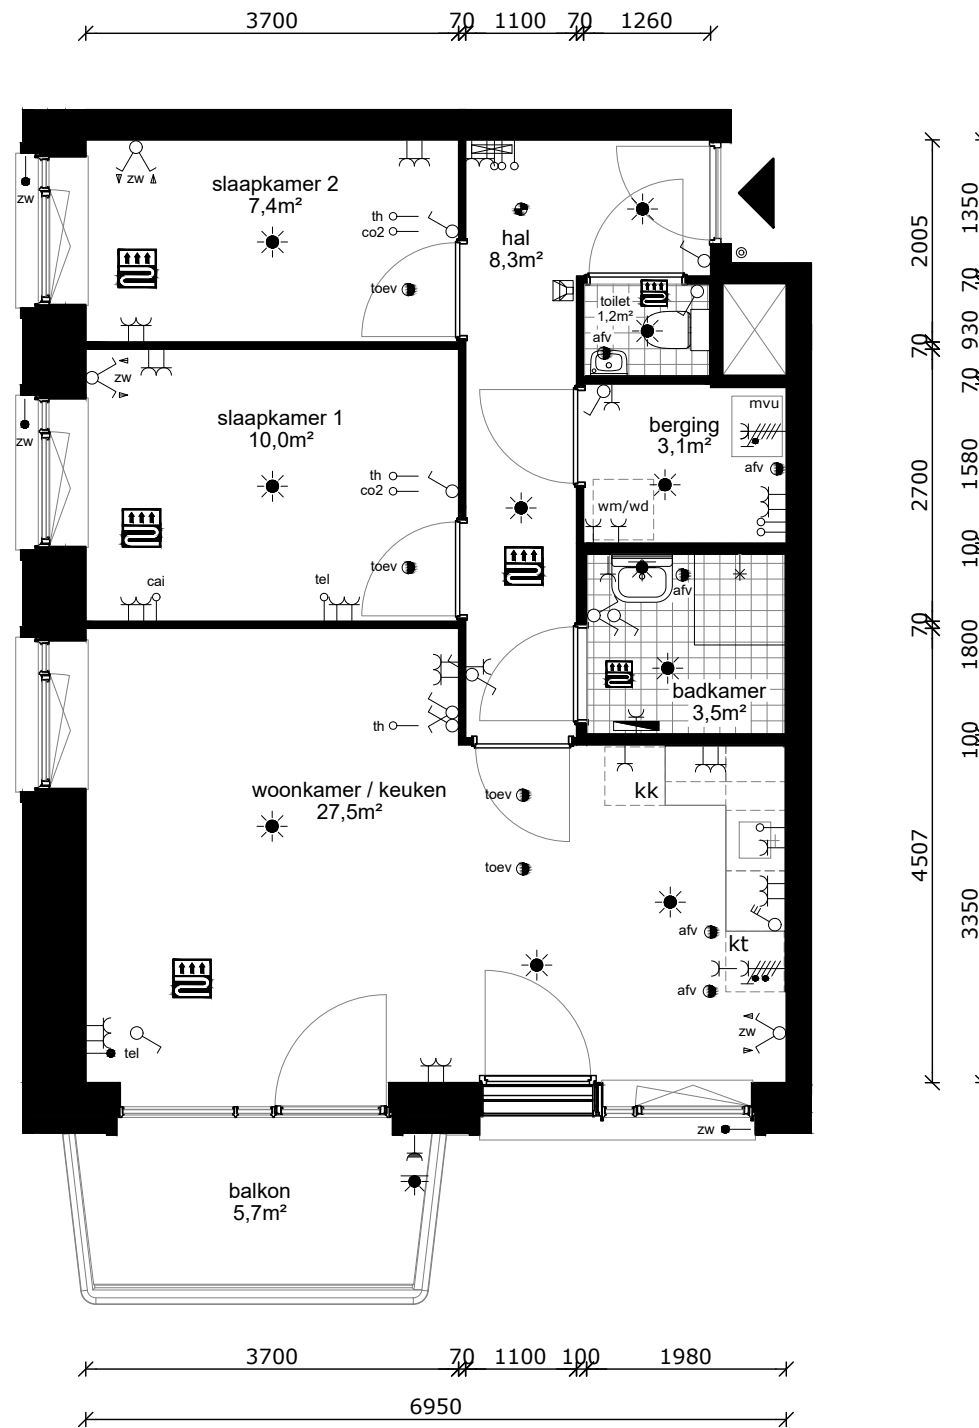 3700 70 1100 70 1260
zw
zw
slaapkamer 2
7,4m²
th
co2
toev
hal
8,3m²
toilet
1,2m²
afv
zw
zw
slaapkamer 1
10,0m²
th
co2
toev
cai
tel
berging
3,1m²
mvu
afv
wm/wd
afv
badkamer
3,5m²
th
woonkamer / keuken
27,5m²
toev
toev
kk
afv
kt
afv
zw
tel
zw
balkon
5,7m²
2005
70
2700
70
4507
1350
70
930
70
1580
100
1800
100
3350
3700 70 1100 100 1980
6950